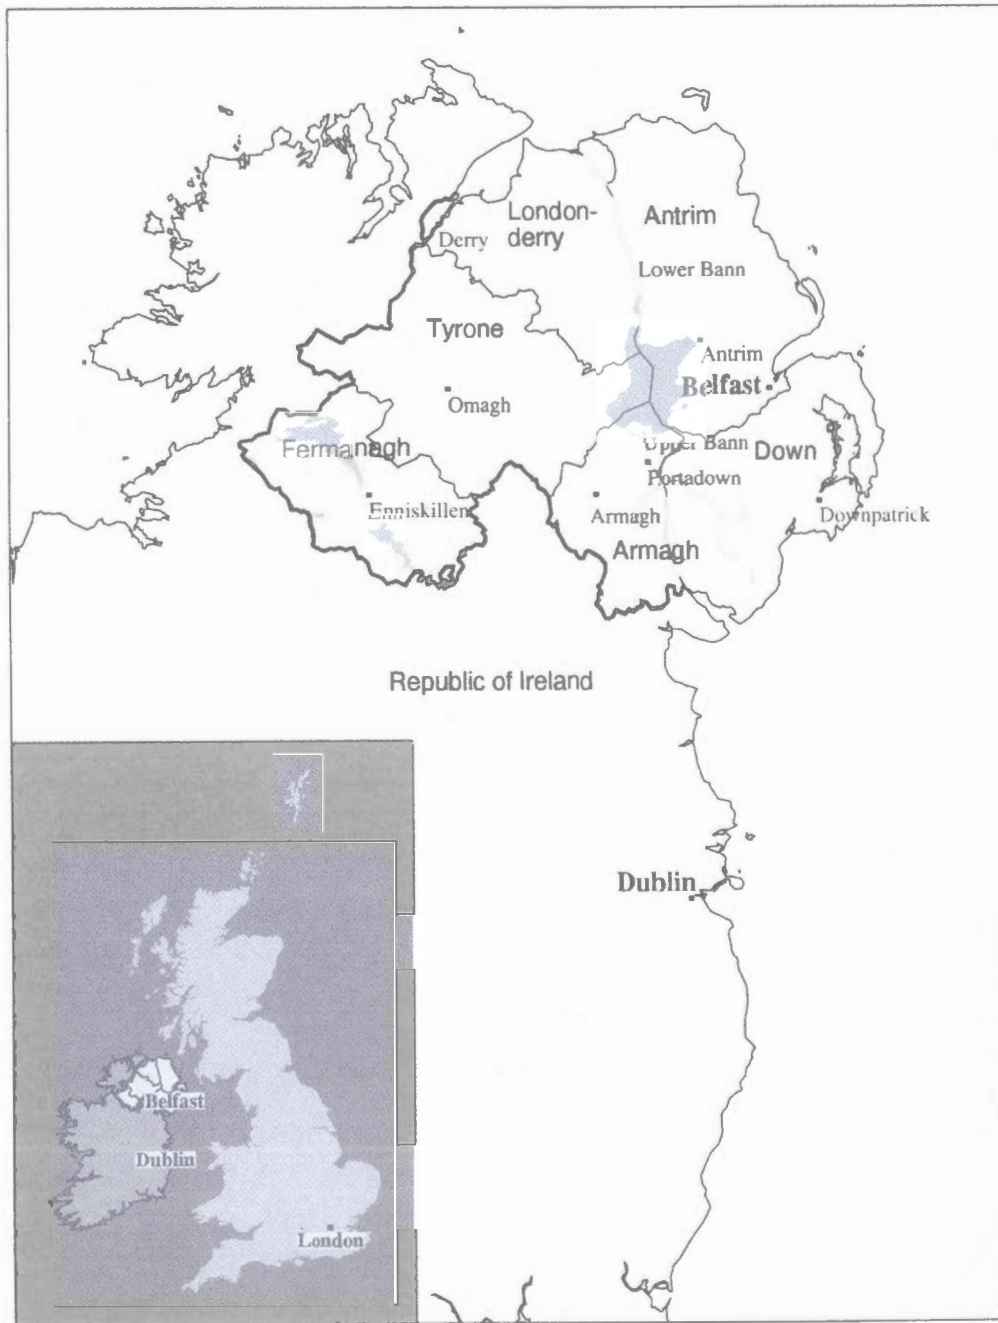 London-
derry
Antrim
Derry
Lower Bann
Tyrone
Antrim
Belfast
Omagh
Upper Bann
Down
Fermanagh
Portadown
Enniskillen
Armagh
Downpatrick
Armagh
Republic of Ireland
Dublin
Belfast
Dublin
London